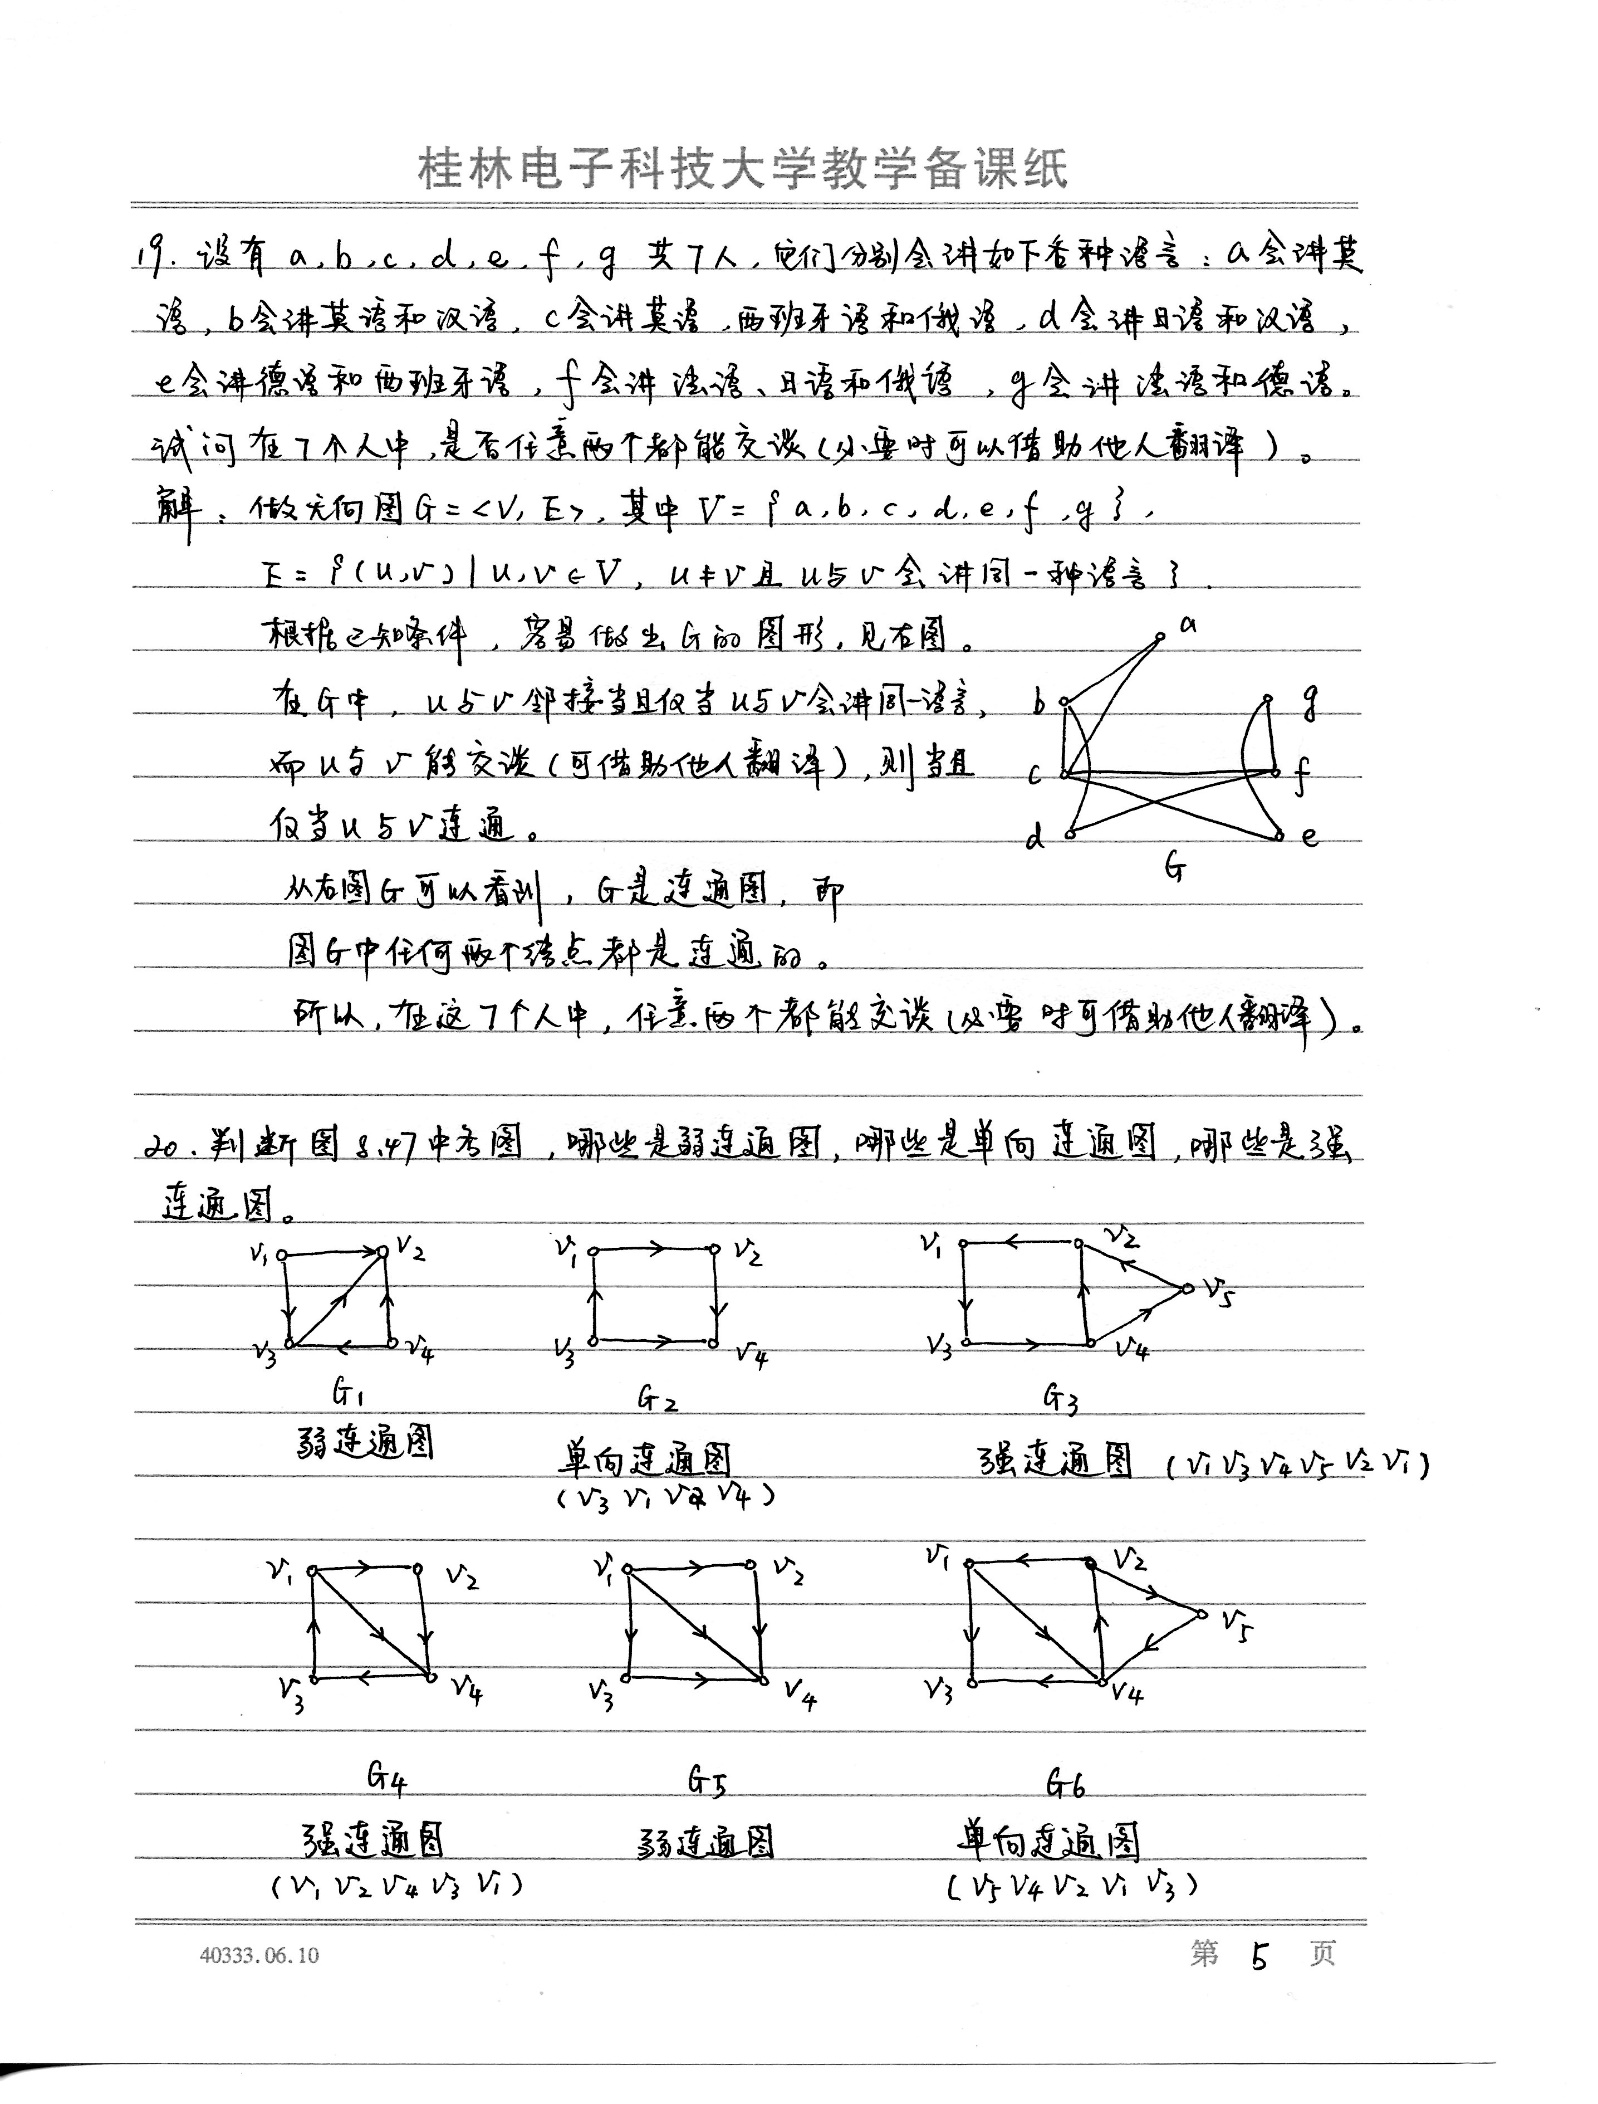 桂林电子科技大学教学备课纸
19. 设有 a, b, c, d, e, f, g 共7人, 它们分别会讲如下各种语言: a会讲英
语, b会讲英语和汉语, c会讲英语, 西班牙语和俄语, d会讲日语和汉语,
e会讲德语和西班牙语, f会讲法语、日语和俄语, g会讲法语和德语。
试问在7个人中, 是否任意两个都能交谈(必要时可以借助他人翻译)。
解: 做无向图G=<V, E>, 其中 V={a, b, c, d, e, f, g},
E={(u,v)|u,v∈V, u≠v且u与v会讲同一种语言}.
根据已知条件, 容易做出G的图形, 见右图。
a
在G中, u与v邻接当且仅当u与v会讲同一语言,
b g
而u与v能交谈(可借助他人翻译), 则当且
c f
仅当u与v连通。
d e
G
从右图G可以看到, G是连通图, 即
图G中任何两个结点都是连通的。
所以, 在这7个人中, 任意两个都能交谈(必要时可借助他人翻译)。
20. 判断图8.47中各图, 哪些是弱连通图, 哪些是单向连通图, 哪些是强
连通图。
v1 v2 v1 v2 v1 v2
v5
v3 v4 v3 v4 v3 v4
G1 G2 G3
弱连通图 单向连通图 强连通图 (v1 v3 v4 v5 v2 v1)
(v3 v1 v2 v4)
v1 v2 v1 v2 v1 v2
v5
v3 v4 v3 v4 v3 v4
G4 G5 G6
强连通图 弱连通图 单向连通图
(v1 v2 v4 v3 v1) (v5 v4 v2 v1 v3)
40333.06.10 第 5 页